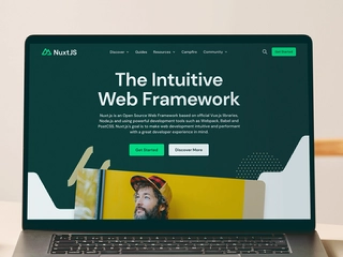 NuxtJS
Discover
Guides
Resources
Campfire
Community
Get Started
The Intuitive
Web Framework
Nuxt.js is an Open Source Web Framework based on official Vue.js libraries,
Node.js and using powerful development tools such as Webpack, Babel and
PostCSS. Nuxt.js's goal is to make web development intuitive and performant
with a great developer experience in mind.
Get Started
Discover More